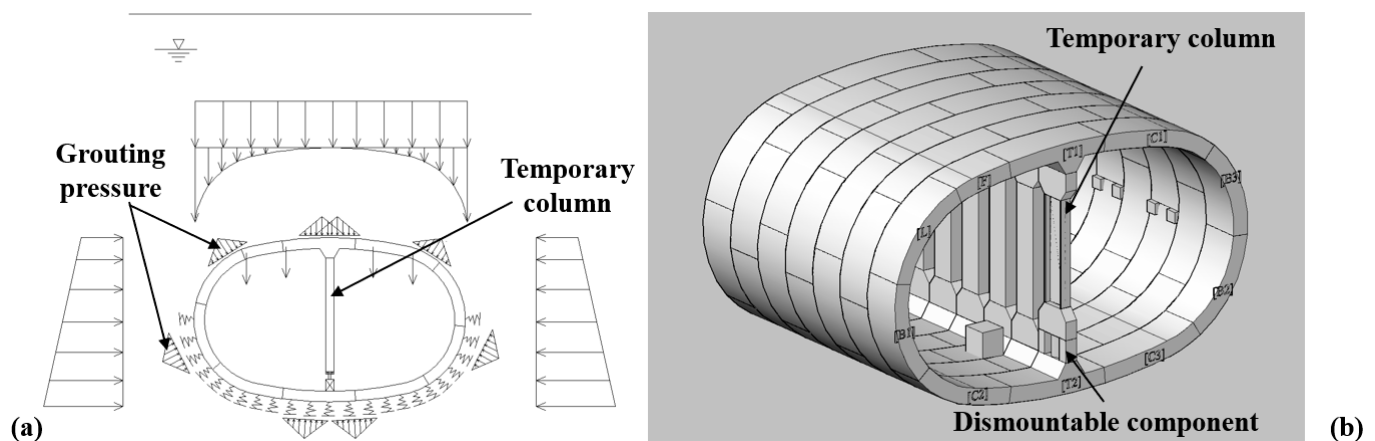 Grouting
pressure
Temporary
column
(a)
Temporary column
[C1]
[T1]
[F]
[B3]
[L]
[B2]
[B1]
[C3]
[T2]
[C2]
Dismountable component
(b)